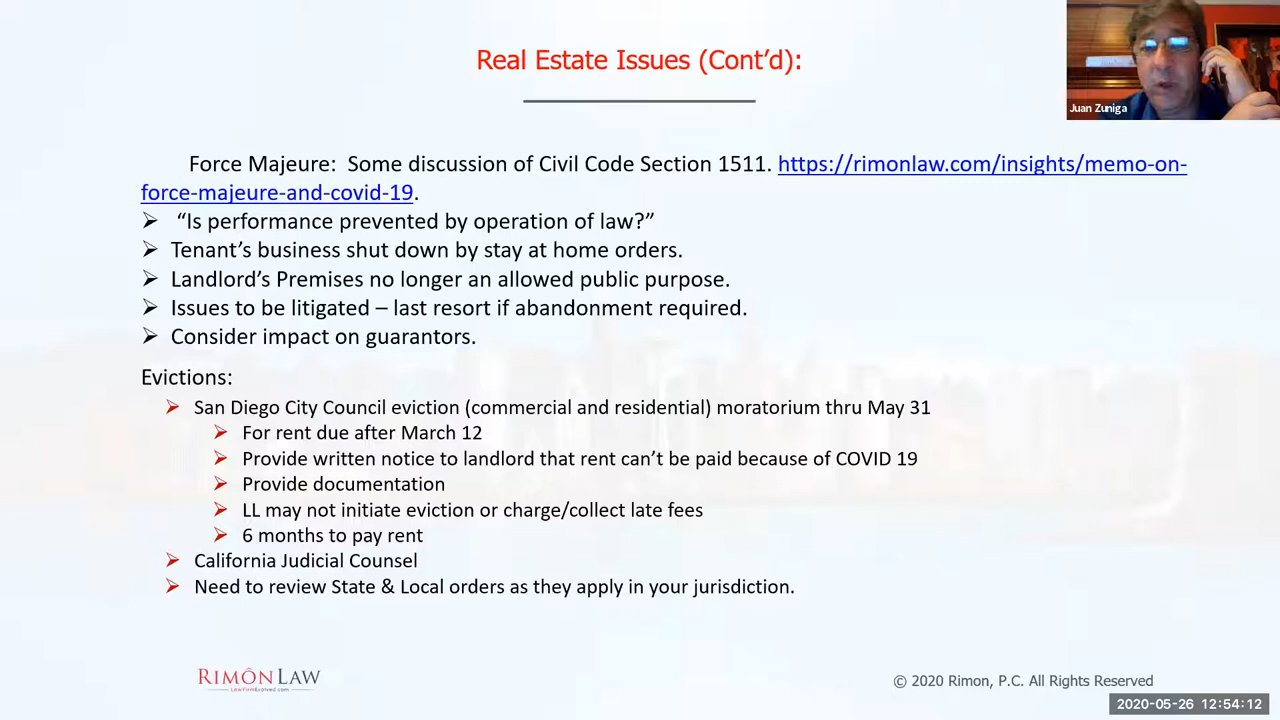 Real Estate Issues (Cont'd):
Juan Zuniga
Force Majeure: Some discussion of Civil Code Section 1511. https://rimonlaw.com/insights/memo-on-
force-majeure-and-covid-19.
➢ “Is performance prevented by operation of law?”
➢ Tenant’s business shut down by stay at home orders.
➢ Landlord’s Premises no longer an allowed public purpose.
➢ Issues to be litigated – last resort if abandonment required.
➢ Consider impact on guarantors.
Evictions:
➢ San Diego City Council eviction (commercial and residential) moratorium thru May 31
➢ For rent due after March 12
➢ Provide written notice to landlord that rent can’t be paid because of COVID 19
➢ Provide documentation
➢ LL may not initiate eviction or charge/collect late fees
➢ 6 months to pay rent
➢ California Judicial Counsel
➢ Need to review State & Local orders as they apply in your jurisdiction.
RIMÔN LAW
LawFirmEvolved.com
© 2020 Rimon, P.C. All Rights Reserved
2020-05-26 12:54:12